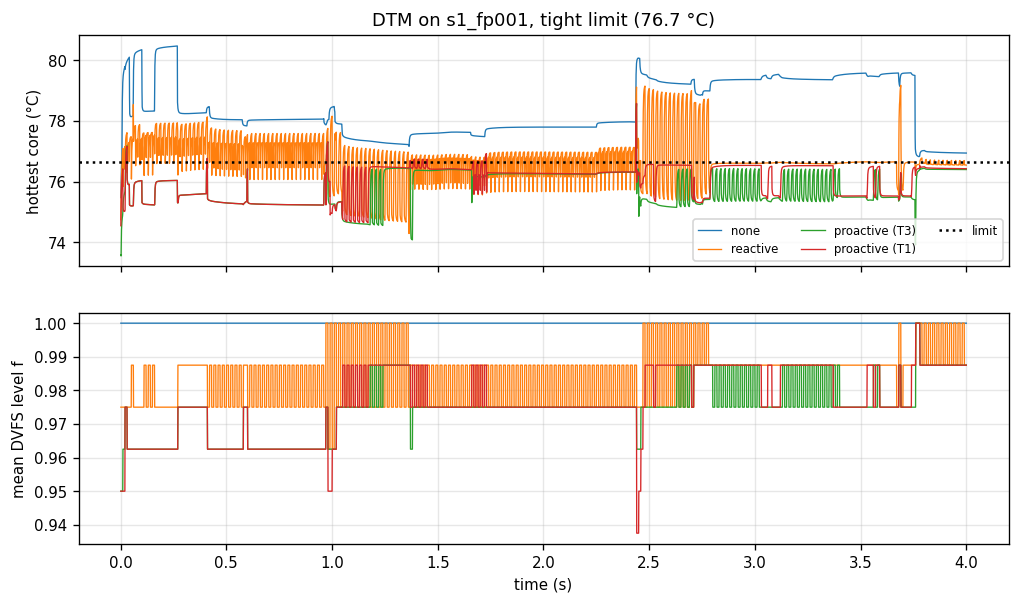 DTM on s1_fp001, tight limit (76.7 °C)
hottest core (°C)
80
78
76
74
none
reactive
proactive (T3)
proactive (T1)
limit
mean DVFS level f
1.00
0.99
0.98
0.97
0.96
0.95
0.94
0.0 0.5 1.0 1.5 2.0 2.5 3.0 3.5 4.0
time (s)